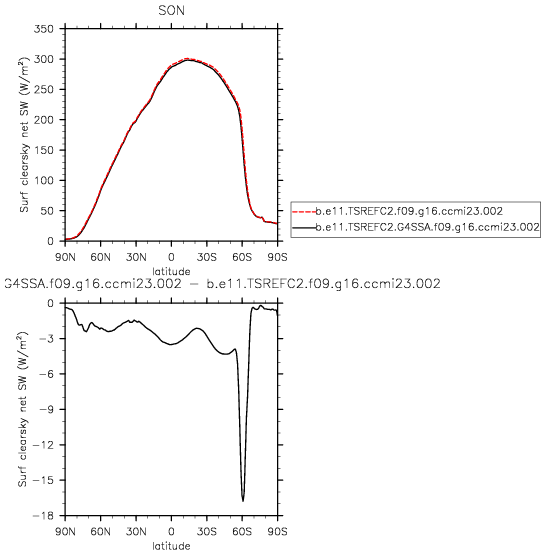 SON
350
300
250
200
150
100
50
0
Surf clearsky net SW (W/m²)
90N 60N 30N 0 30S 60S 90S
latitude
b.e11.TSREFC2.f09.g16.ccmi23.002
b.e11.TSREFC2.G4SSA.f09.g16.ccmi23.002
G4SSA.f09.g16.ccmi23.002 - b.e11.TSREFC2.f09.g16.ccmi23.002
0
-3
-6
-9
-12
-15
-18
Surf clearsky net SW (W/m²)
90N 60N 30N 0 30S 60S 90S
latitude